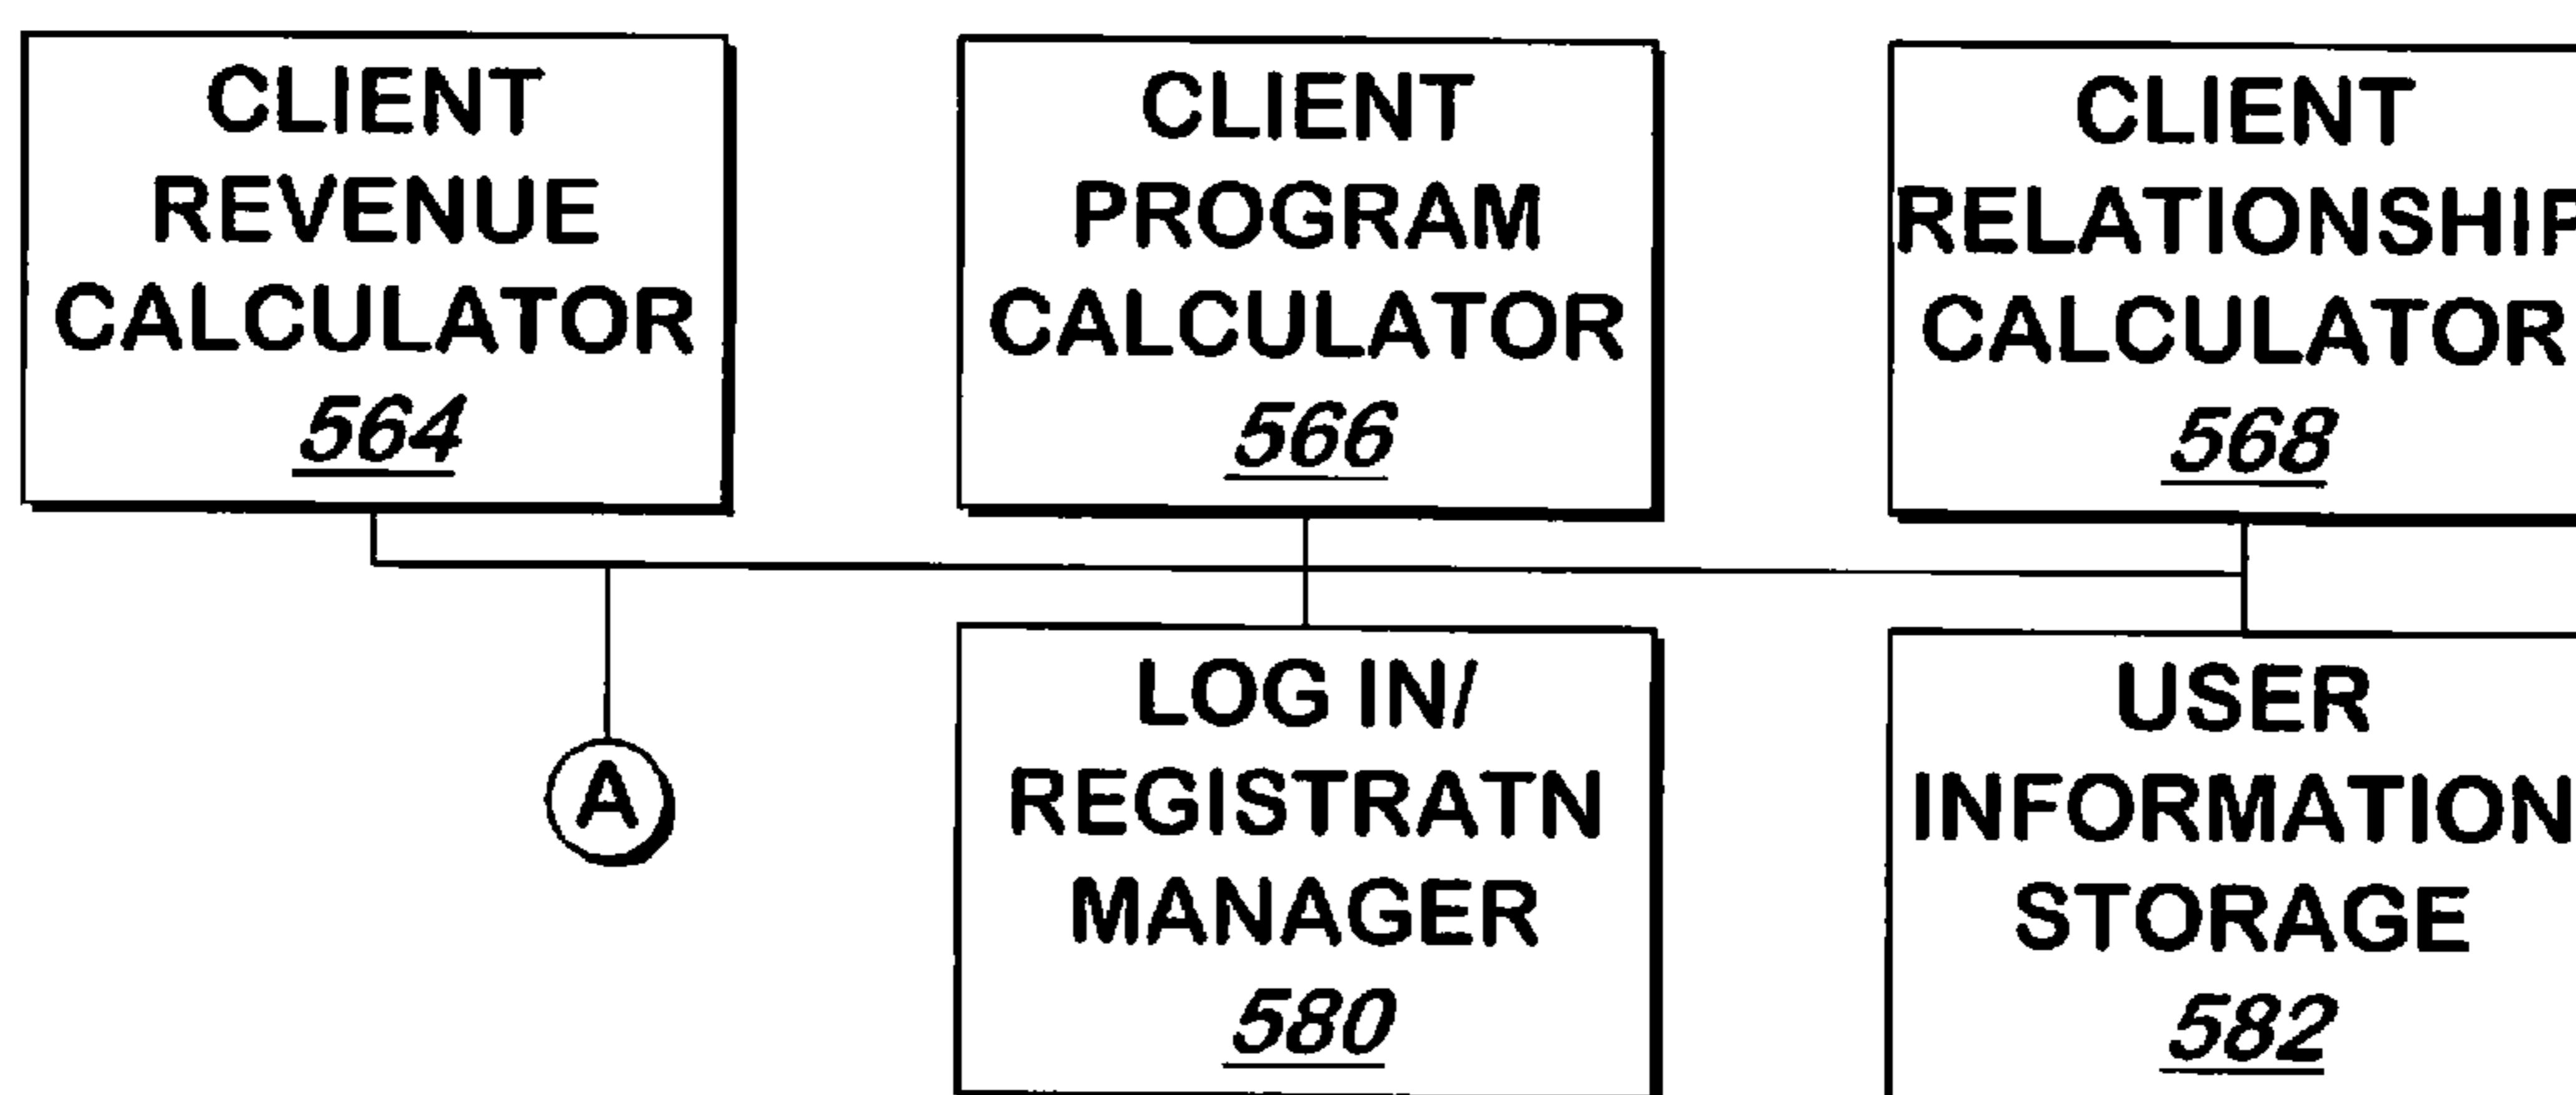 CLIENT
REVENUE
CALCULATOR
564
CLIENT
PROGRAM
CALCULATOR
566
CLIENT
RELATIONSHIP
CALCULATOR
568
A
LOG IN/
REGISTRATN
MANAGER
580
USER
INFORMATION
STORAGE
582